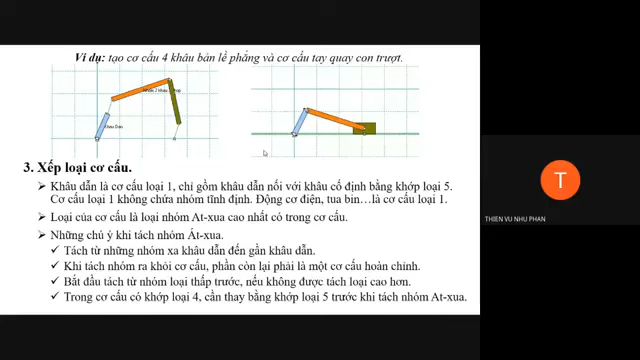 Ví dụ: tạo cơ cấu 4 khâu bản lề phẳng và cơ cấu tay quay con trượt.
3. Xếp loại cơ cấu.
➤ Khâu dẫn là cơ cấu loại 1, chỉ gồm khâu dẫn nối với khâu cố định bằng khớp loại 5.
Cơ cấu loại 1 không chứa nhóm tĩnh định. Động cơ điện, tua bin…là cơ cấu loại 1.
➤ Loại của cơ cấu là loại nhóm At-xua cao nhất có trong cơ cấu.
➤ Những chú ý khi tách nhóm Át-xua.
✓ Tách từ những nhóm xa khâu dẫn đến gần khâu dẫn.
✓ Khi tách nhóm ra khỏi cơ cấu, phần còn lại phải là một cơ cấu hoàn chỉnh.
✓ Bắt đầu tách từ nhóm loại thấp trước, nếu không được tách loại cao hơn.
✓ Trong cơ cấu có khớp loại 4, cần thay bằng khớp loại 5 trước khi tách nhóm At-xua.
T
THIEN VU NHU PHAN